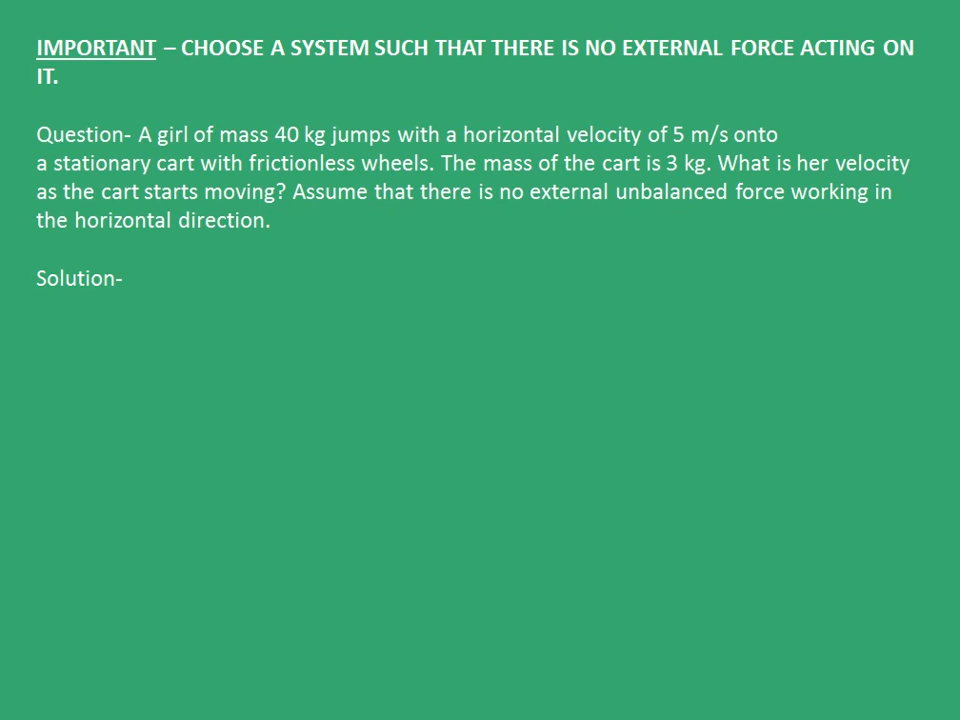 IMPORTANT – CHOOSE A SYSTEM SUCH THAT THERE IS NO EXTERNAL FORCE ACTING ON
IT.
Question- A girl of mass 40 kg jumps with a horizontal velocity of 5 m/s onto
a stationary cart with frictionless wheels. The mass of the cart is 3 kg. What is her velocity
as the cart starts moving? Assume that there is no external unbalanced force working in
the horizontal direction.
Solution-